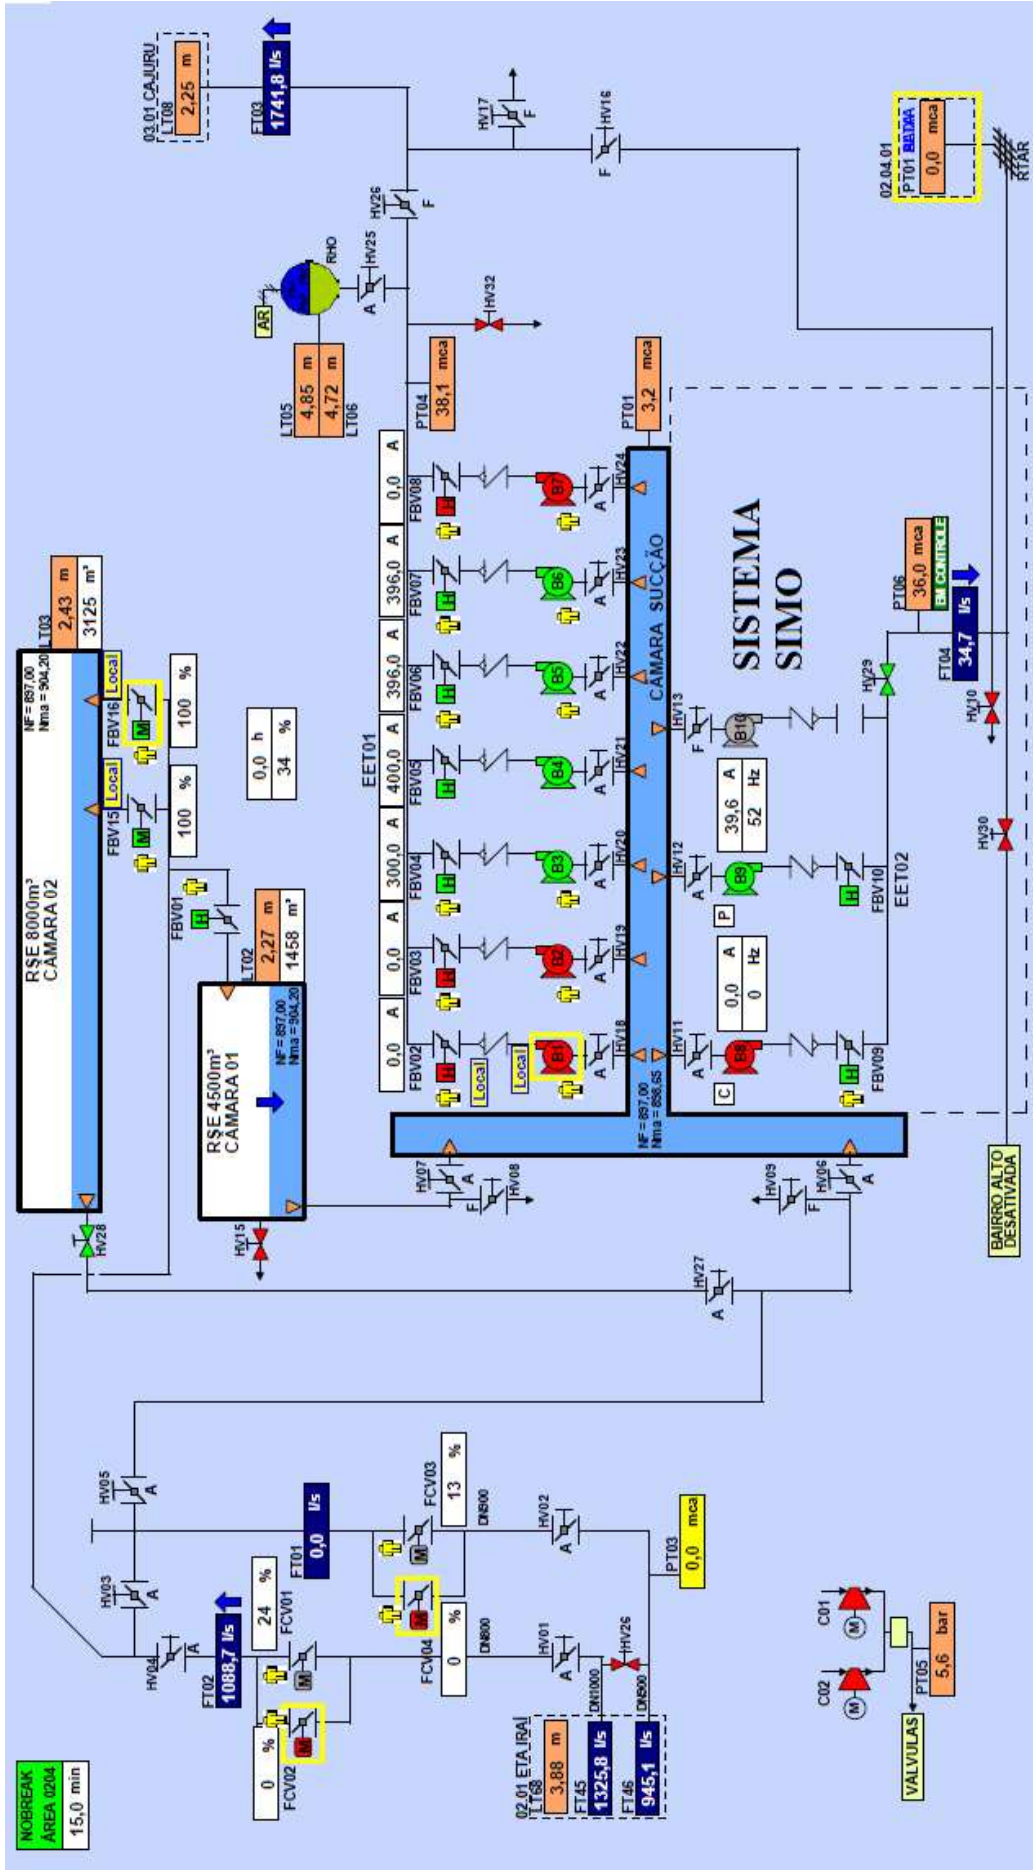 NOBREAK
ÁREA 0204
15,0 min
02.01 ETA IRAÍ
LT68
3,88 m
FT45
1325,8 l/s
FT46
945,1 l/s
DN1000
DN900
HV26
HV01
A
HV02
A
PT03
0,0 mca
DN800
DN900
FCV02
0 %
M
FCV01
24 %
M
FCV04
0 %
M
FCV03
13 %
M
FT02
1088,7 l/s
FT01
0,0 l/s
HV04
A
HV03
A
HV05
A
C02
M
C01
M
PT05
5,6 bar
VALVULAS
RSE 8000m³
CÂMARA 02
NF = 897,00
Nma = 904,20
LT03
2,43 m
3125 m³
HV28
FBV15
Local
M
100 %
FBV16
Local
M
100 %
FBV01
H
0,0 h
34 %
RSE 4500m³
CÂMARA 01
NF = 897,00
Nma = 904,20
LT02
2,27 m
1458 m³
HV15
HV07
A
HV08
F
HV09
F
HV06
A
HV27
A
EET01
0,0 A
0,0 A
300,0 A
400,0 A
396,0 A
396,0 A
0,0 A
FBV02
FBV03
FBV04
FBV05
FBV06
FBV07
FBV08
H
H
H
H
H
H
H
Local
Local
B1
B2
B3
B4
B5
B6
B7
A
A
A
A
A
A
A
HV18
HV19
HV20
HV21
HV22
HV23
HV24
NF = 897,00
Nma = 898,65
CÂMARA SUCÇÃO
PT01
3,2 mca
HV11
A
HV12
A
HV13
F
C
B8
0,0 A
0 Hz
P
B9
39,6 A
52 Hz
B10
FBV09
H
FBV10
H
EET02
SISTEMA
SIMO
HV29
PT06
36,0 mca
EM CONTROLE
FT04
34,7 l/s
HV10
HV30
BAIRRO ALTO
DESATIVADA
PT04
38,1 mca
HV32
LT05
4,85 m
4,72 m
LT06
AR
RHO
HV25
A
HV26
F
03.01 CAJURU
LT08
2,25 m
FT03
1741,8 l/s
HV17
F
HV16
F
02.04.01
PT01 BAIXA
0,0 mca
RTAR